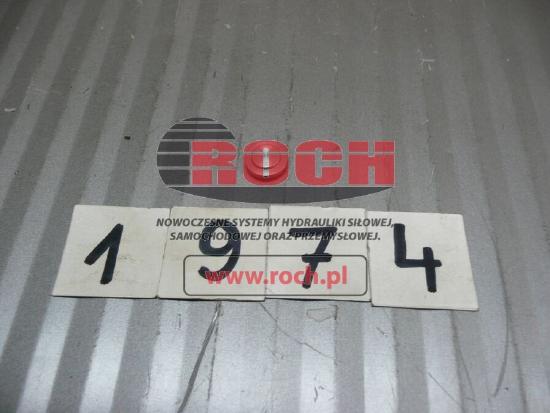 ROCH
NOWOCZESNE SYSTEMY HYDRAULIKI SIŁOWEJ,
SAMOCHODOWEJ ORAZ PRZEMYSŁOWEJ.
1 9 7 4
www.roch.pl